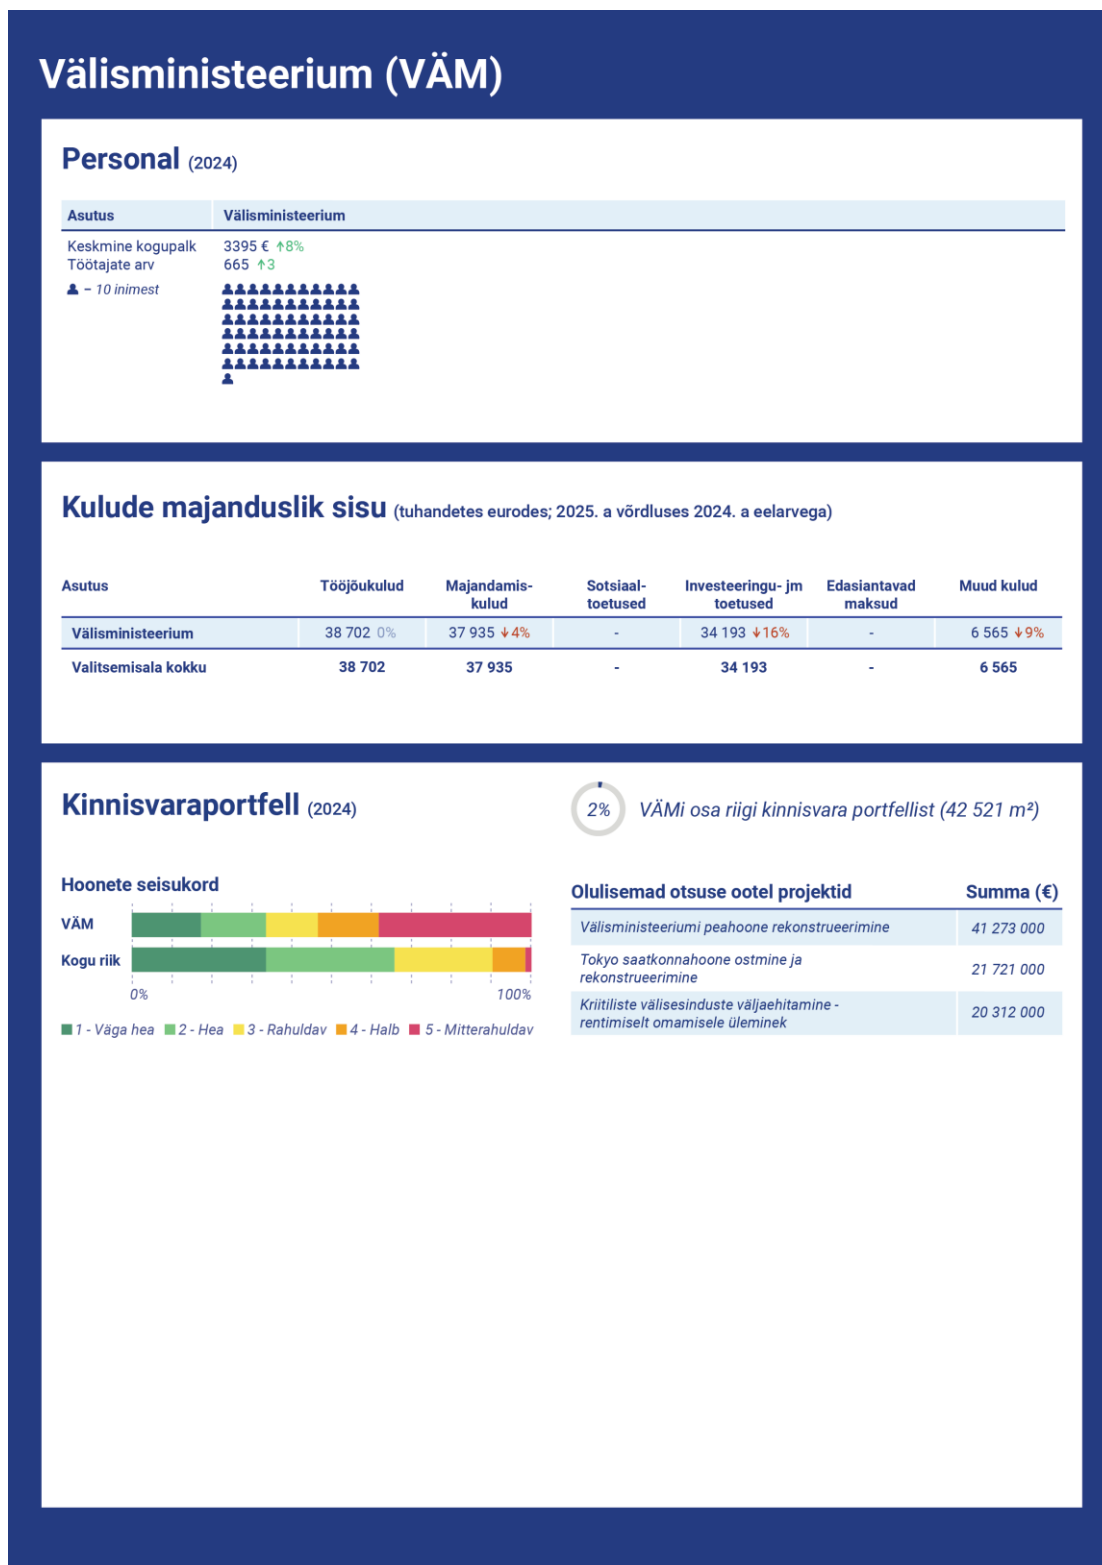 Välisministeerium (VÄM)
Personal (2024)
Asutus Välisministeerium
Keskmine kogupalk 3395 € ↑8%
Töötajate arv 665 ↑3
– 10 inimest
Kulude majanduslik sisu (tuhandetes eurodes; 2025. a võrdluses 2024. a eelarvega)
Asutus Tööjõukulud Majandamis- Sotsiaal- Investeeringu- jm Edasiantavad Muud kulud
kulud toetused toetused maksud
Välisministeerium 38 702 0% 37 935 ↓4% - 34 193 ↓16% - 6 565 ↓9%
Valitsemisala kokku 38 702 37 935 - 34 193 - 6 565
Kinnisvaraportfell (2024)
2% VÄMi osa riigi kinnisvara portfellist (42 521 m²)
Hoonete seisukord
VÄM
Kogu riik
0% 100%
1 - Väga hea 2 - Hea 3 - Rahuldav 4 - Halb 5 - Mitterahuldav
Olulisemad otsuse ootel projektid Summa (€)
Välisministeeriumi peahoone rekonstrueerimine 41 273 000
Tokyo saatkonnahoone ostmine ja
rekonstrueerimine 21 721 000
Kriitiliste välisesinduste väljaehitamine -
rentimiselt omamisele üleminek 20 312 000